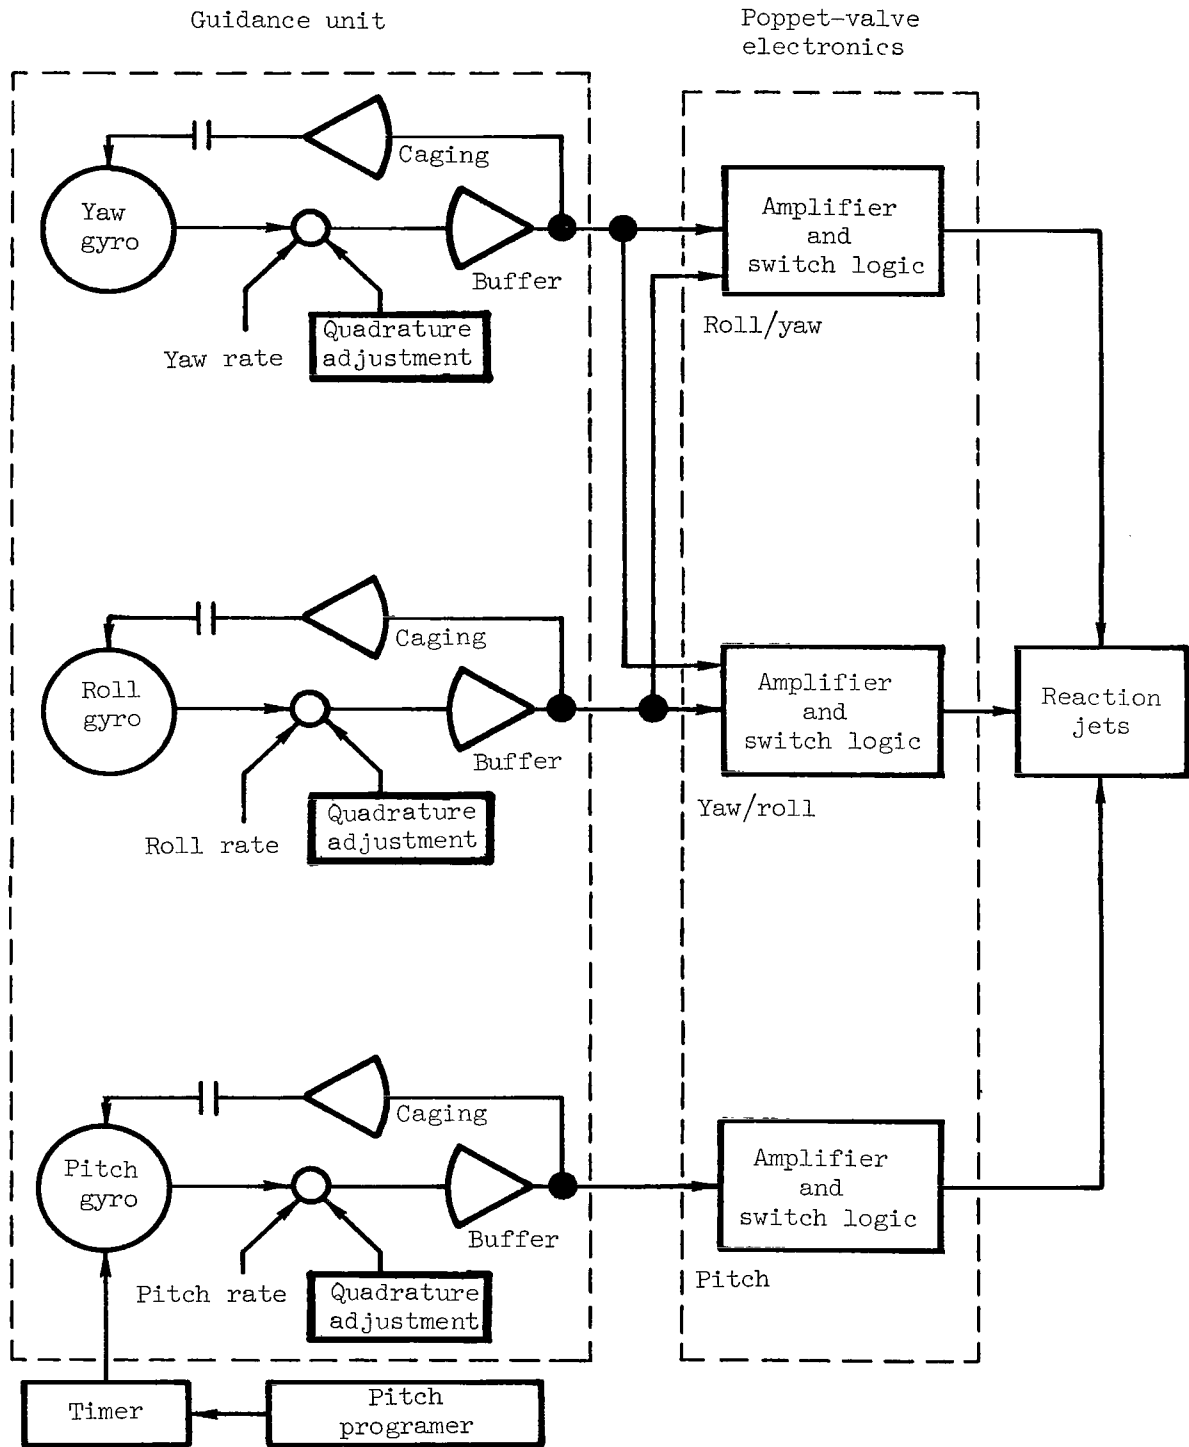 Guidance unit
Poppet-valve
electronics
Caging
Yaw
gyro
Buffer
Yaw rate
Quadrature
adjustment
Amplifier
and
switch logic
Roll/yaw
Caging
Roll
gyro
Buffer
Roll rate
Quadrature
adjustment
Amplifier
and
switch logic
Yaw/roll
Reaction
jets
Caging
Pitch
gyro
Buffer
Pitch rate
Quadrature
adjustment
Amplifier
and
switch logic
Pitch
Timer
Pitch
programer